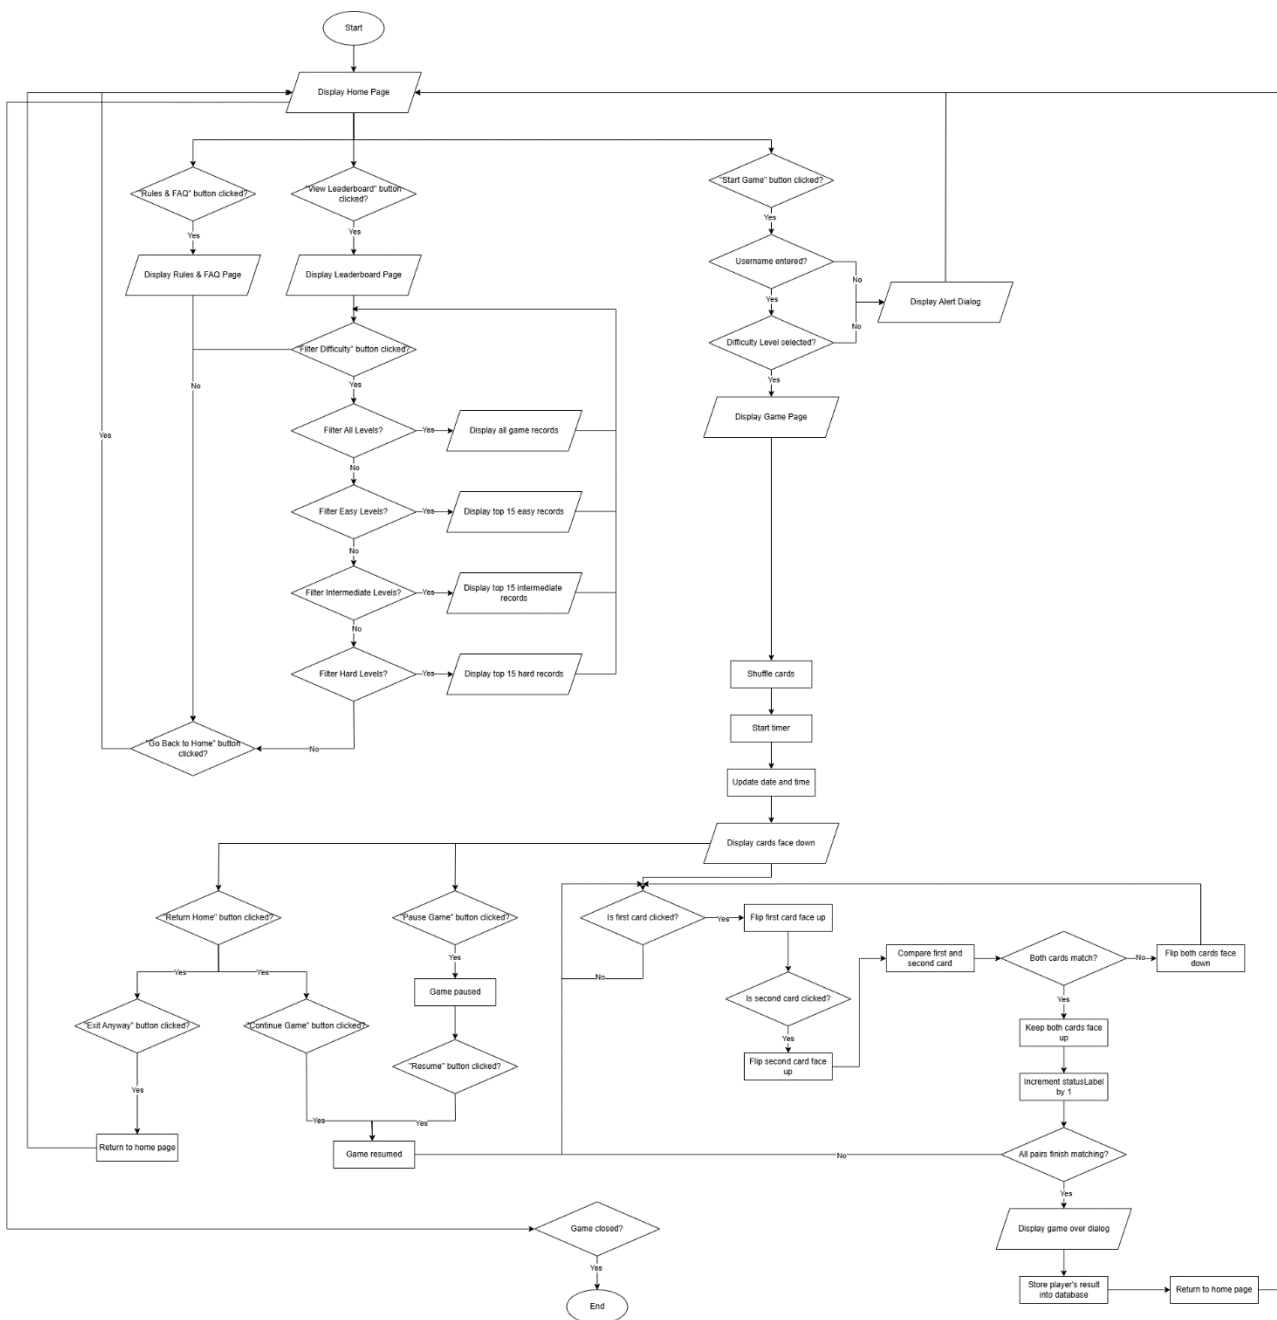 Start
Display Home Page
"Rules & FAQ" button clicked?
"View Leaderboard" button
clicked?
"Start Game" button clicked?
Yes
Yes
Yes
Display Rules & FAQ Page
Display Leaderboard Page
Username entered?
No
Display Alert Dialog
Yes
No
"Filter Difficulty" button clicked?
Difficulty Level selected?
No
Yes
Yes
Display Game Page
Yes
Filter All Levels?
Yes
Display all game records
No
Filter Easy Levels?
Yes
Display top 15 easy records
No
Filter Intermediate Levels?
Yes
Display top 15 intermediate
records
No
Filter Hard Levels?
Yes
Display top 15 hard records
Shuffle cards
Start timer
"Go Back to Home" button
clicked?
No
Update date and time
Display cards face down
"Return Home" button clicked?
"Pause Game" button clicked?
Is first card clicked?
Yes
Flip first card face up
Compare first and
second card
Both cards match?
No
Flip both cards face
down
Yes
Yes
Yes
No
Game paused
Is second card clicked?
Yes
"Exit Anyway" button clicked?
"Continue Game" button clicked?
Keep both cards face
up
Yes
"Resume" button clicked?
Flip second card face
up
Increment statusLabel
by 1
Yes
Yes
Yes
Return to home page
Game resumed
No
All pairs finish matching?
Yes
Game closed?
Display game over dialog
Yes
Store player's result
into database
Return to home page
End